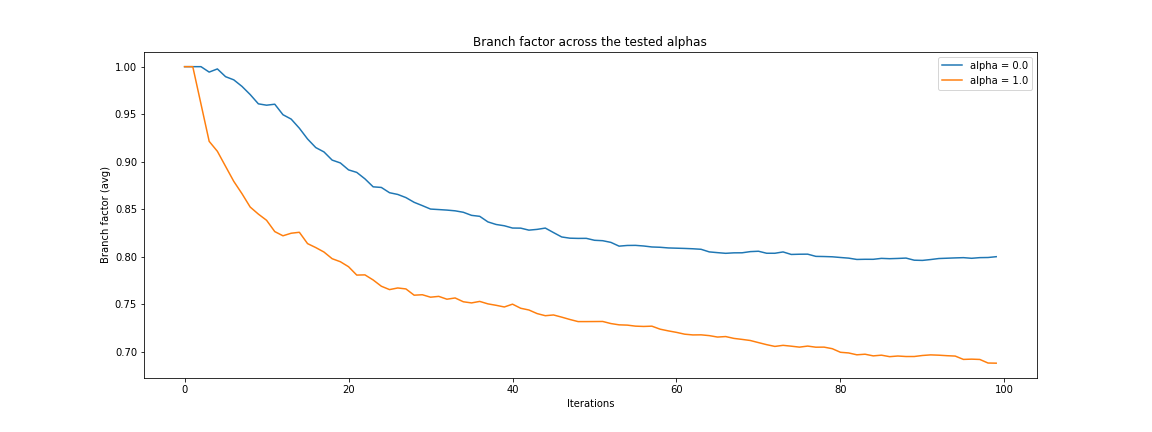 Branch factor across the tested alphas
alpha = 0.0
alpha = 1.0
Branch factor (avg)
1.00
0.95
0.90
0.85
0.80
0.75
0.70
0
20
40
60
80
100
Iterations